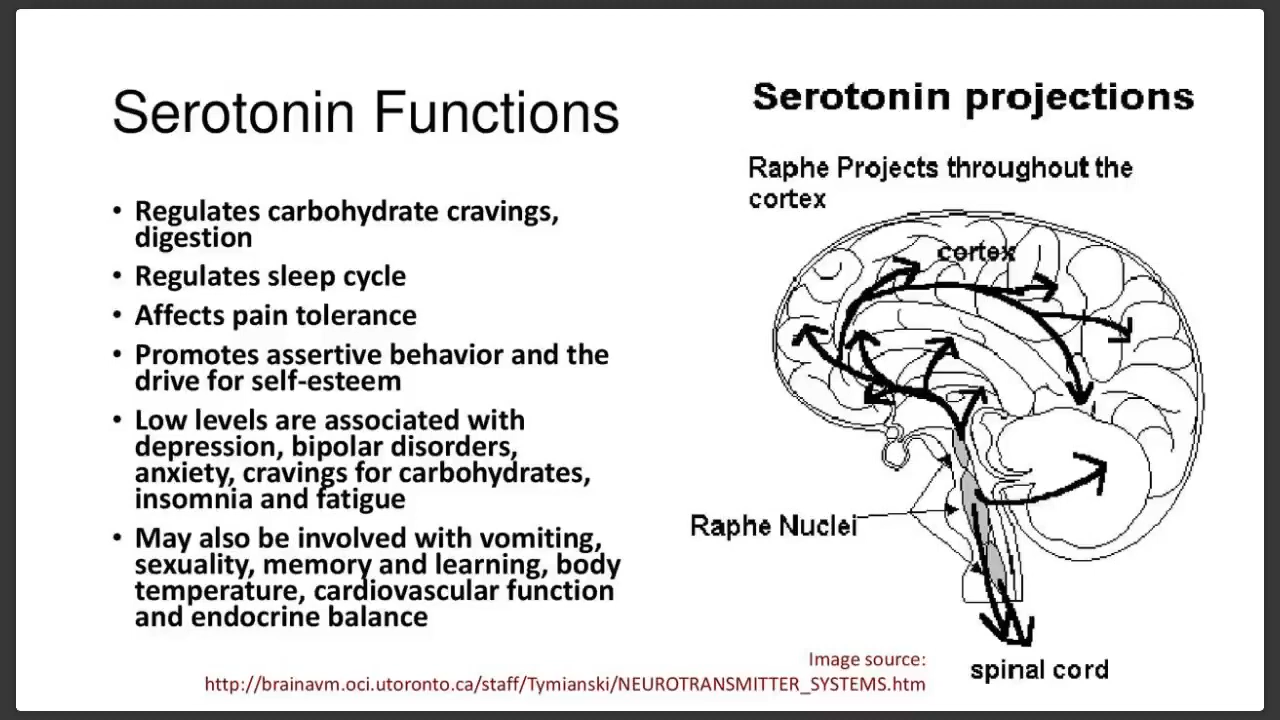 Serotonin Functions
• Regulates carbohydrate cravings,
digestion
• Regulates sleep cycle
• Affects pain tolerance
• Promotes assertive behavior and the
drive for self-esteem
• Low levels are associated with
depression, bipolar disorders,
anxiety, cravings for carbohydrates,
insomnia and fatigue
• May also be involved with vomiting,
sexuality, memory and learning, body
temperature, cardiovascular function
and endocrine balance
Serotonin projections
Raphe Projects throughout the
cortex
cortex
Raphe Nuclei
spinal cord
Image source:
http://brainavm.oci.utoronto.ca/staff/Tymianski/NEUROTRANSMITTER_SYSTEMS.htm